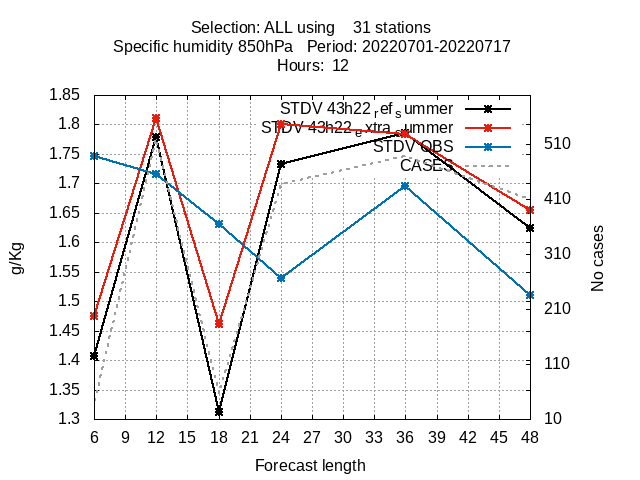 Selection: ALL using    31 stations
Specific humidity 850hPa   Period: 20220701-20220717
Hours:  12
1.85
1.8
1.75
1.7
1.65
1.6
1.55
1.5
1.45
1.4
1.35
1.3
g/Kg
STDV 43h22_ref_summer
STDV 43h22_extra_summer
STDV OBS
CASES
510
410
310
210
110
10
No cases
6 9 12 15 18 21 24 27 30 33 36 39 42 45 48
Forecast length